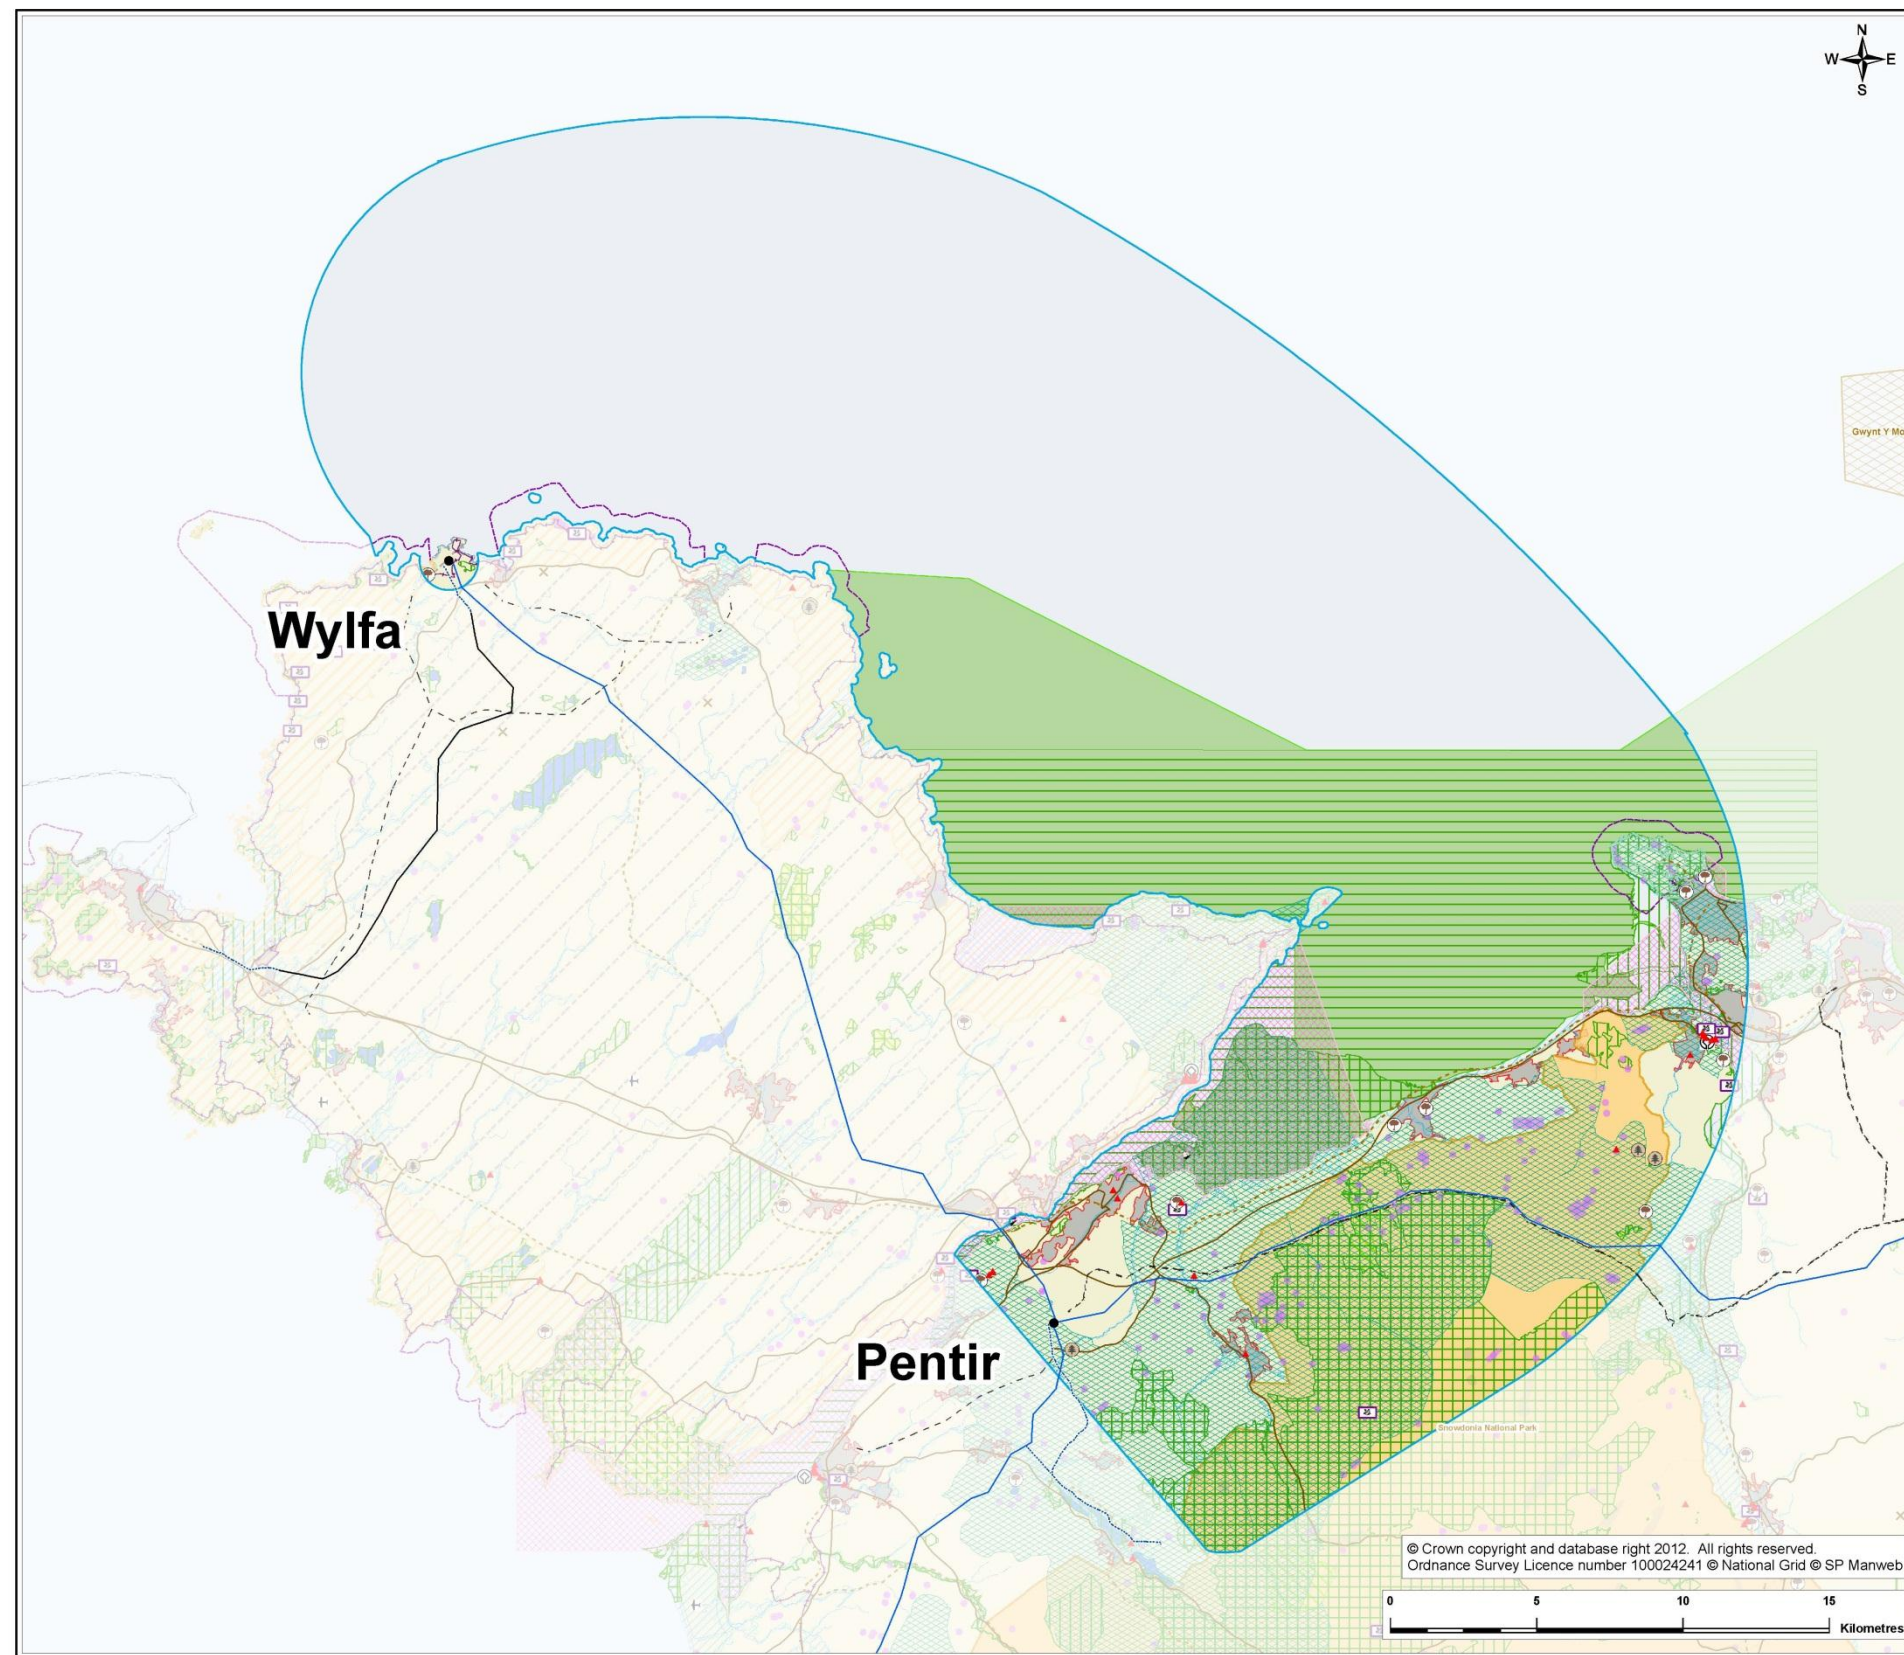 N
W E
S
Gwynt Y Mo
Wylfa
Pentir
Snowdonia National Park
© Crown copyright and database right 2012. All rights reserved.
Ordnance Survey Licence number 100024241 © National Grid © SP Manweb
0 5 10 15
Kilometres